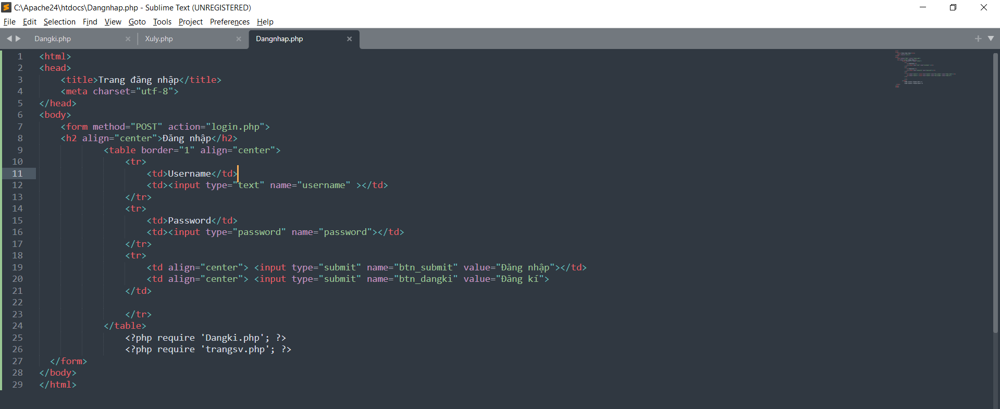 C:\Apache24\htdocs\Dangnhap.php - Sublime Text (UNREGISTERED)
File Edit Selection Find View Goto Tools Project Preferences Help
Dangki.php Xuly.php Dangnhap.php
1 <html>
2 <head>
3 <title>Trang đăng nhập</title>
4 <meta charset="utf-8">
5 </head>
6 <body>
7 <form method="POST" action="login.php">
8 <h2 align="center">Đăng nhập</h2>
9 <table border="1" align="center">
10 <tr>
11 <td>Username</td>
12 <td><input type="text" name="username" ></td>
13 </tr>
14 <tr>
15 <td>Password</td>
16 <td><input type="password" name="password"></td>
17 </tr>
18 <tr>
19 <td align="center"> <input type="submit" name="btn_submit" value="Đăng nhập"></td>
20 <td align="center"> <input type="submit" name="btn_dangki" value="Đăng kí">
21 </td>
22
23 </tr>
24 </table>
25 <?php require 'Dangki.php'; ?>
26 <?php require 'trangsv.php'; ?>
27 </form>
28 </body>
29 </html>